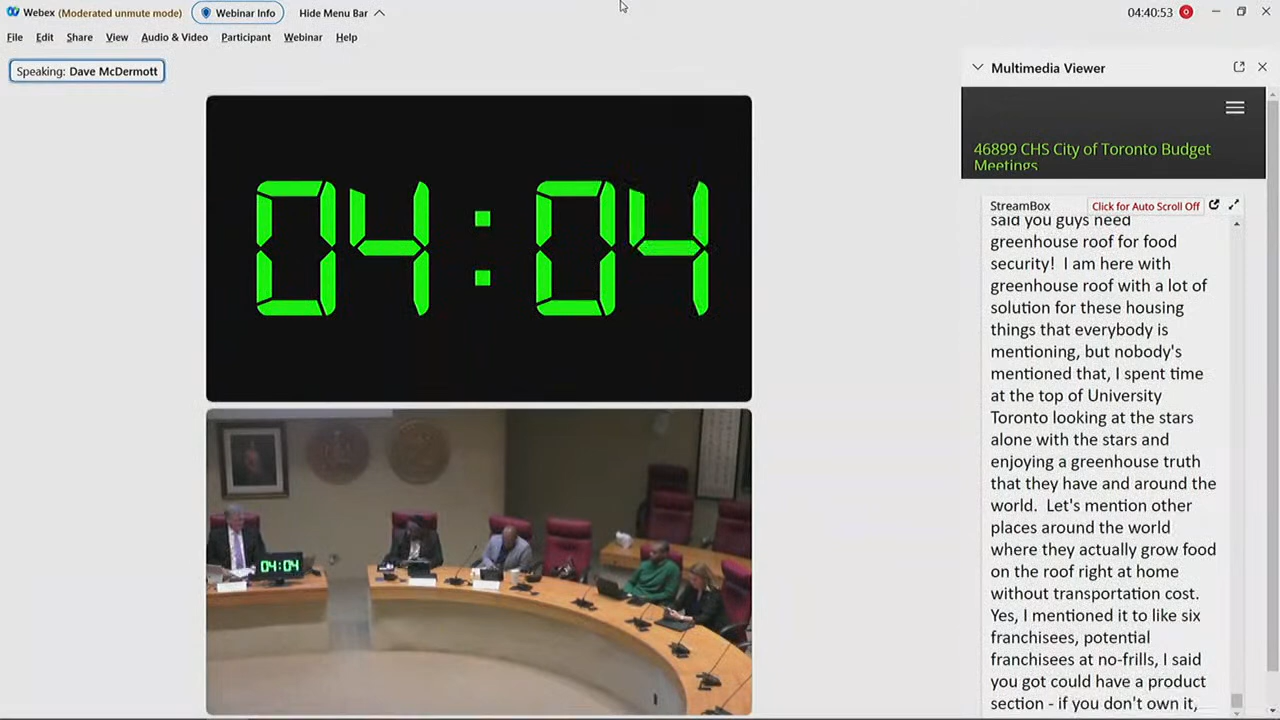 Webex (Moderated unmute mode) Webinar Info Hide Menu Bar 04:40:53
File Edit Share View Audio & Video Participant Webinar Help
Speaking: Dave McDermott
04:04
04:04
Multimedia Viewer
46899 CHS City of Toronto Budget
Meetings
StreamBox Click for Auto Scroll Off
said you guys need
greenhouse roof for food
security! I am here with
greenhouse roof with a lot of
solution for these housing
things that everybody is
mentioning, but nobody's
mentioned that, I spent time
at the top of University
Toronto looking at the stars
alone with the stars and
enjoying a greenhouse truth
that they have and around the
world. Let's mention other
places around the world
where they actually grow food
on the roof right at home
without transportation cost.
Yes, I mentioned it to like six
franchisees, potential
franchisees at no-frills, I said
you got could have a product
section - if you don't own it,